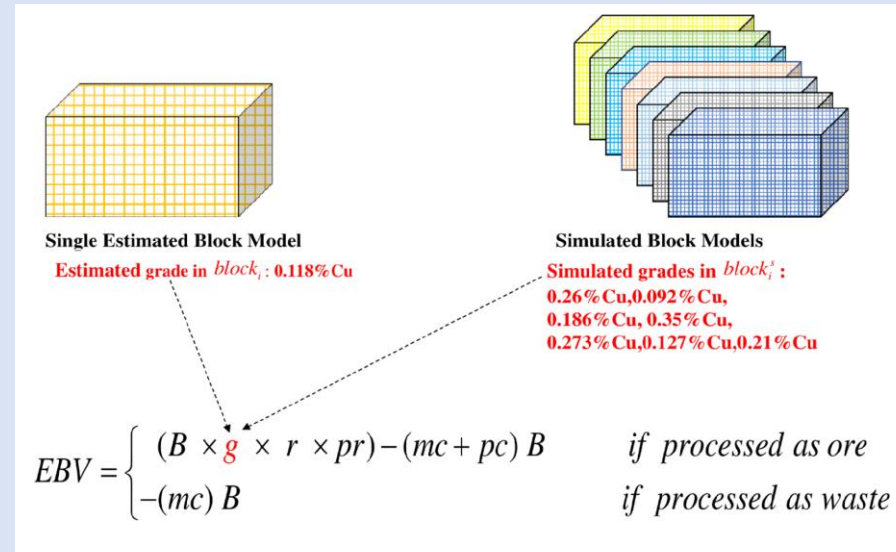 Single Estimated Block Model
Estimated grade in block_i : 0.118%Cu
Simulated Block Models
Simulated grades in block_i^s :
0.26%Cu,0.092%Cu,
0.186%Cu, 0.35%Cu,
0.273%Cu,0.127%Cu,0.21%Cu
EBV = { (B × g × r × pr) − (mc + pc) B if processed as ore
−(mc) B if processed as waste